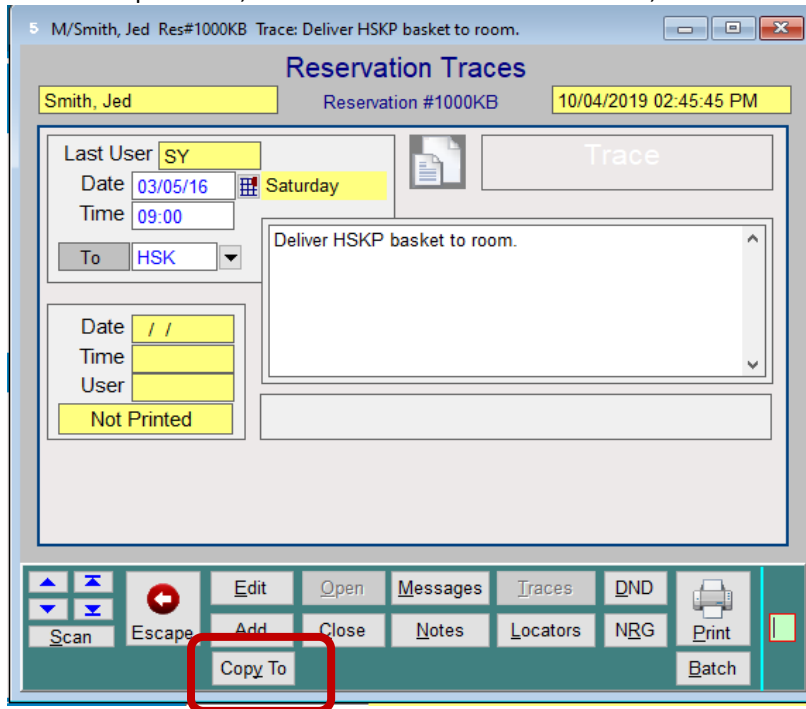 5 M/Smith, Jed Res#1000KB Trace: Deliver HSKP basket to room.
Reservation Traces
Smith, Jed Reservation #1000KB 10/04/2019 02:45:45 PM
Last User SY
Trace
Date 03/05/16 Saturday
Time 09:00
To HSK
Deliver HSKP basket to room.
Date / /
Time
User
Not Printed
Edit Open Messages Traces DND
Scan Escape Add Close Notes Locators NRG Print
Copy To Batch